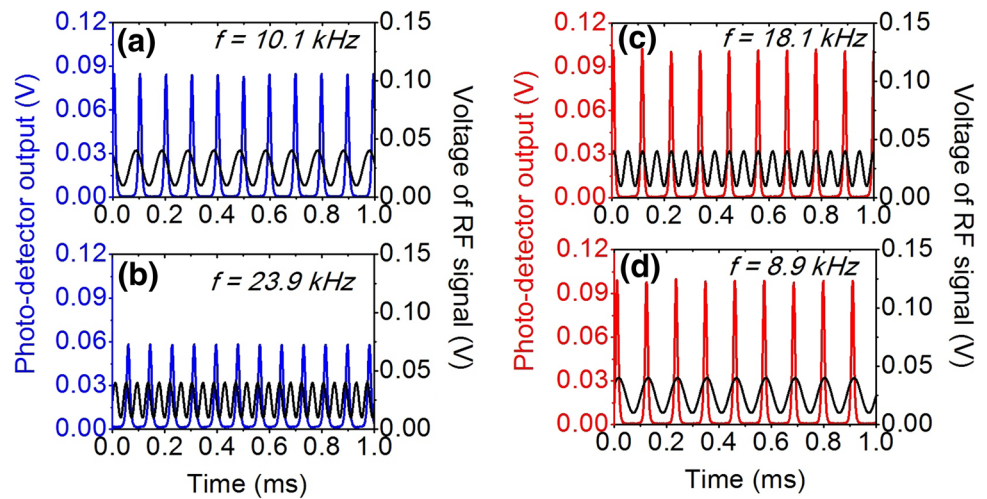 (a)
f = 10.1 kHz
0.12
0.09
0.06
0.03
0.00
0.15
0.10
0.05
0.00
0.0 0.2 0.4 0.6 0.8 1.0
(b)
f = 23.9 kHz
0.12
0.09
0.06
0.03
0.00
0.15
0.10
0.05
0.00
0.0 0.2 0.4 0.6 0.8 1.0
Time (ms)
Photo-detector output (V)
Voltage of RF signal (V)
(c)
f = 18.1 kHz
0.12
0.09
0.06
0.03
0.00
0.15
0.10
0.05
0.00
0.0 0.2 0.4 0.6 0.8 1.0
(d)
f = 8.9 kHz
0.12
0.09
0.06
0.03
0.00
0.15
0.10
0.05
0.00
0.0 0.2 0.4 0.6 0.8 1.0
Time (ms)
Photo-detector output (V)
Voltage of RF signal (V)